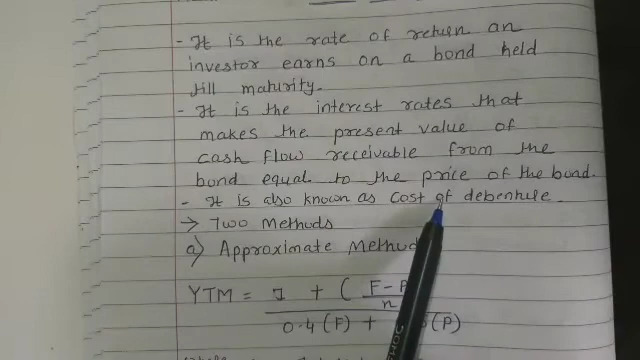 - It is the rate of return an
investor earns on a bond held
till maturity.
- It is the interest rates that
makes the present value of
cash flow receivable from the
bond equal to the price of the bond.
- It is also known as cost of debenture.
→ Two Methods
a) Approximate Method
YTM = I + ( F-P
n
0.4 (F) + (P)